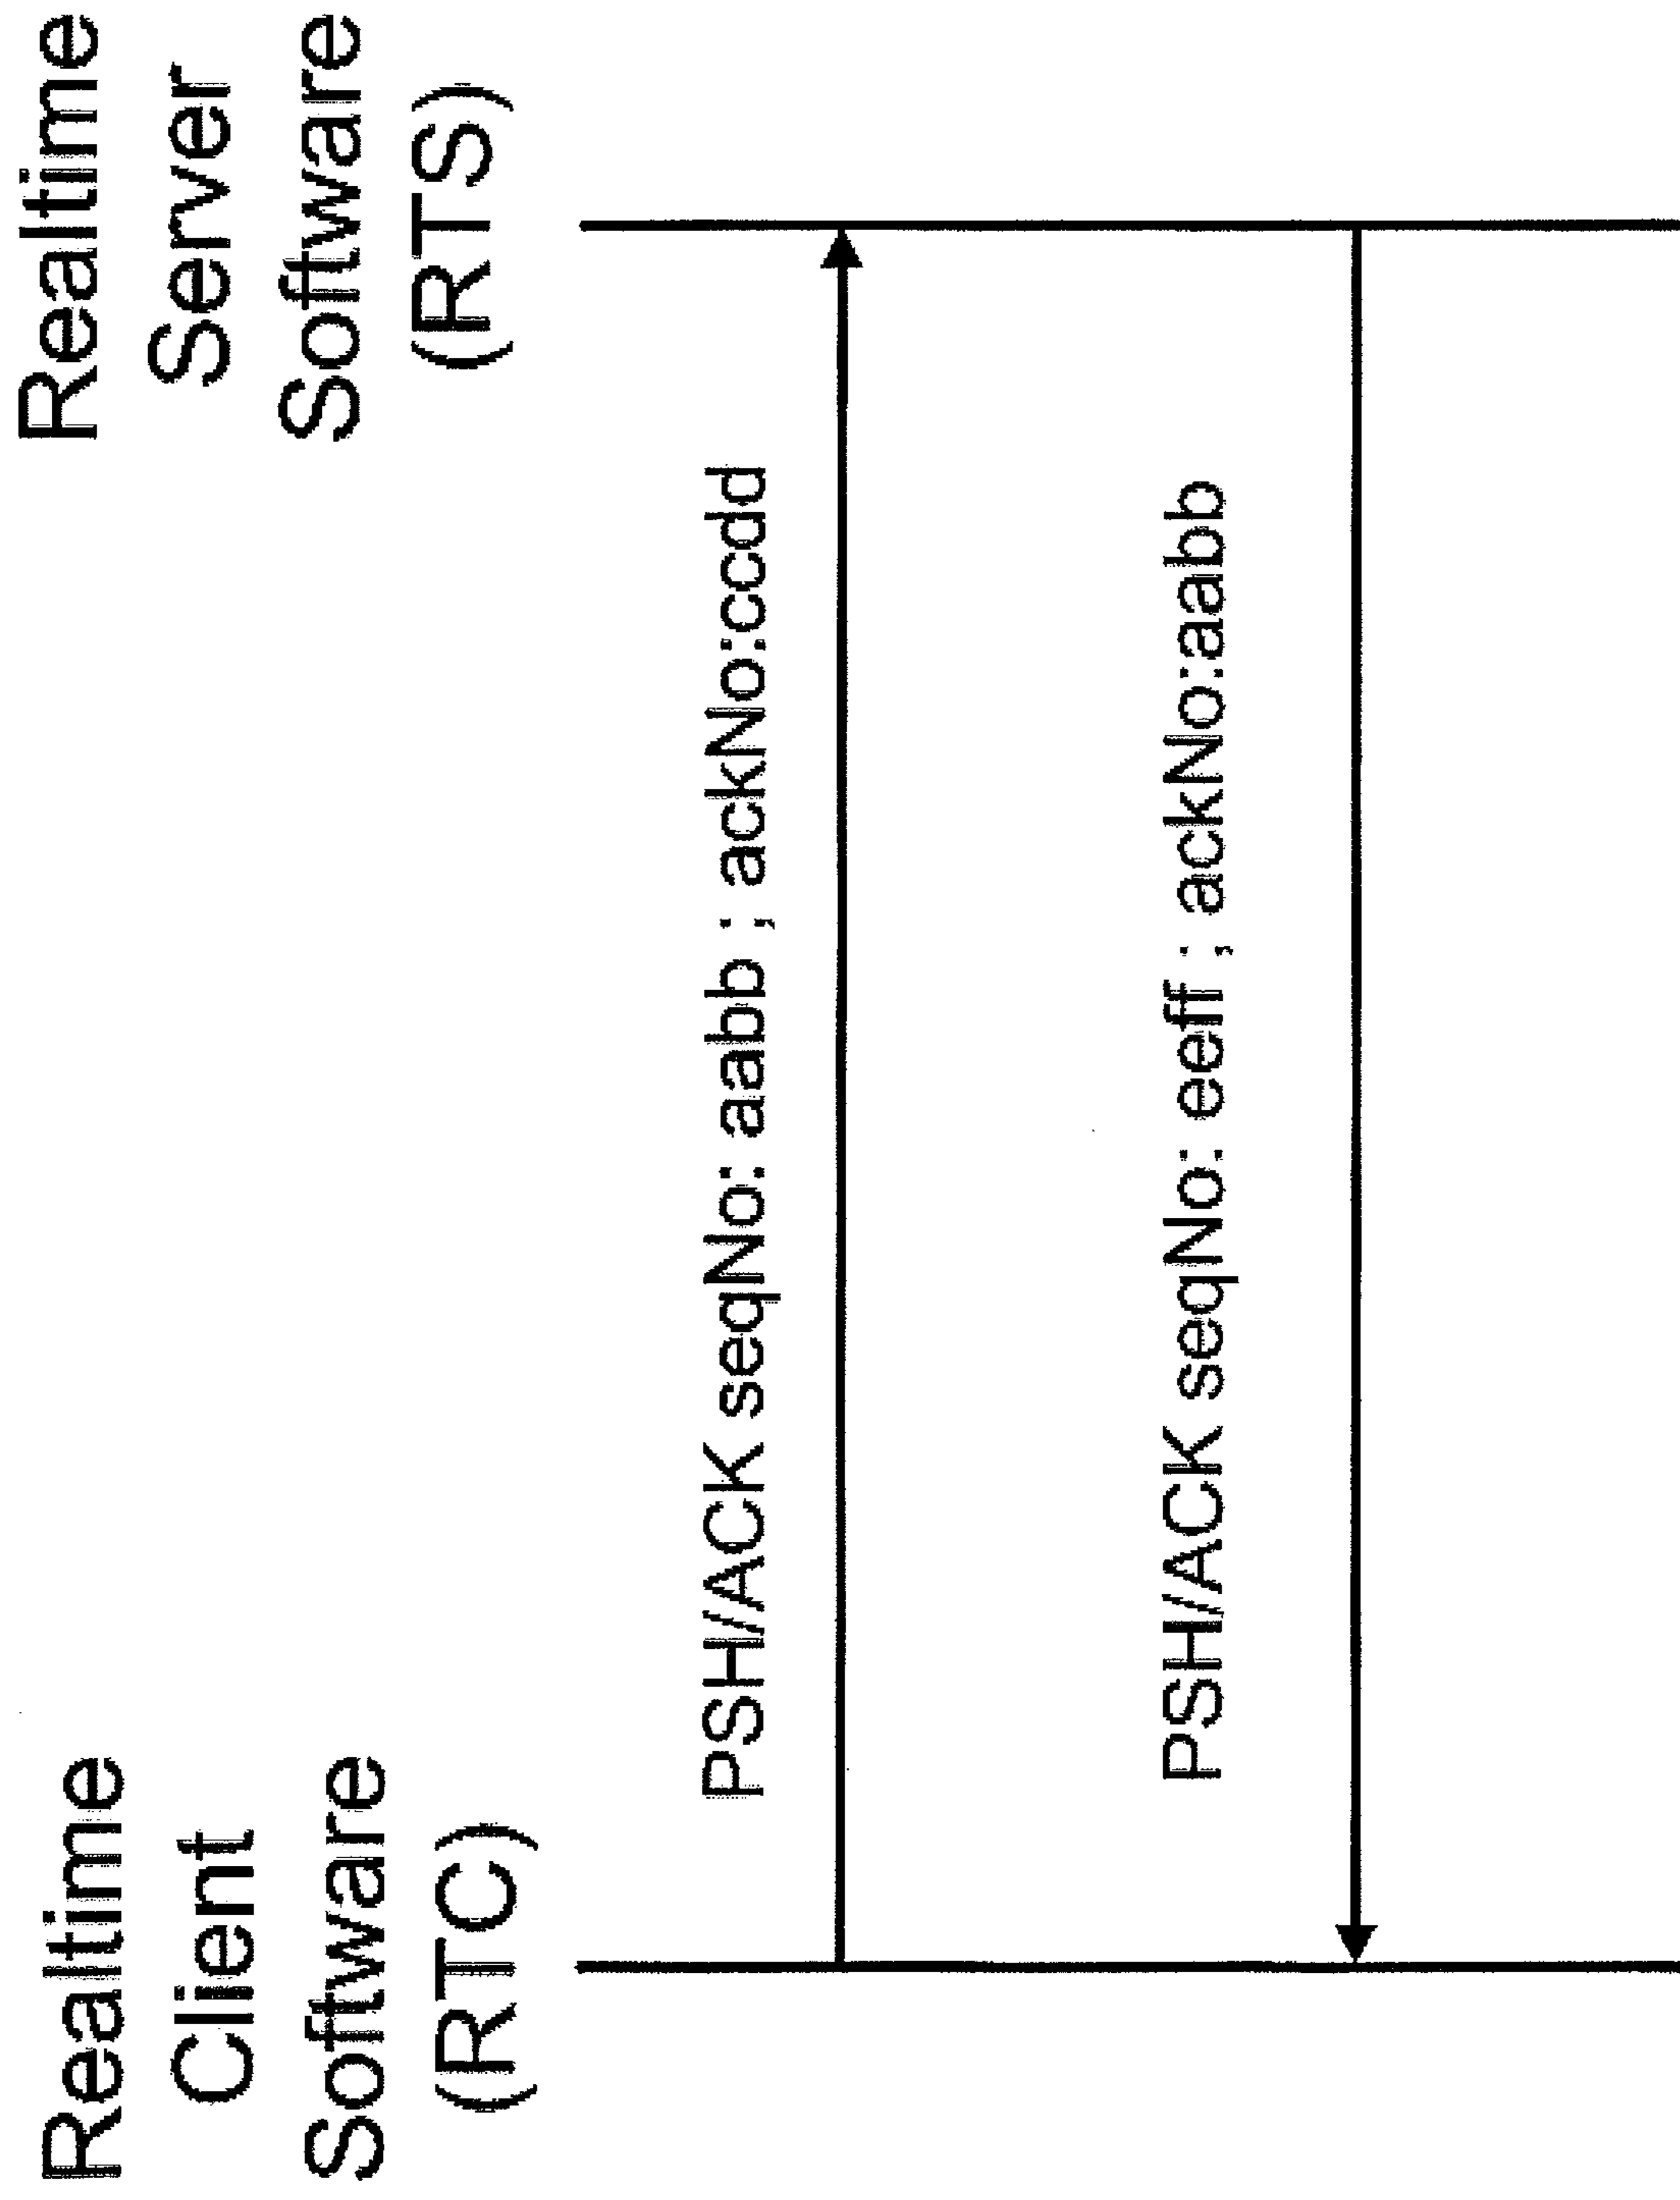 Realtime
Client
Software
(RTC)
Realtime
Server
Software
(RTS)
PSH/ACK seqNo: aabb ; ackNo:ccdd
PSH/ACK seqNo: eeff ; ackNo:aabb